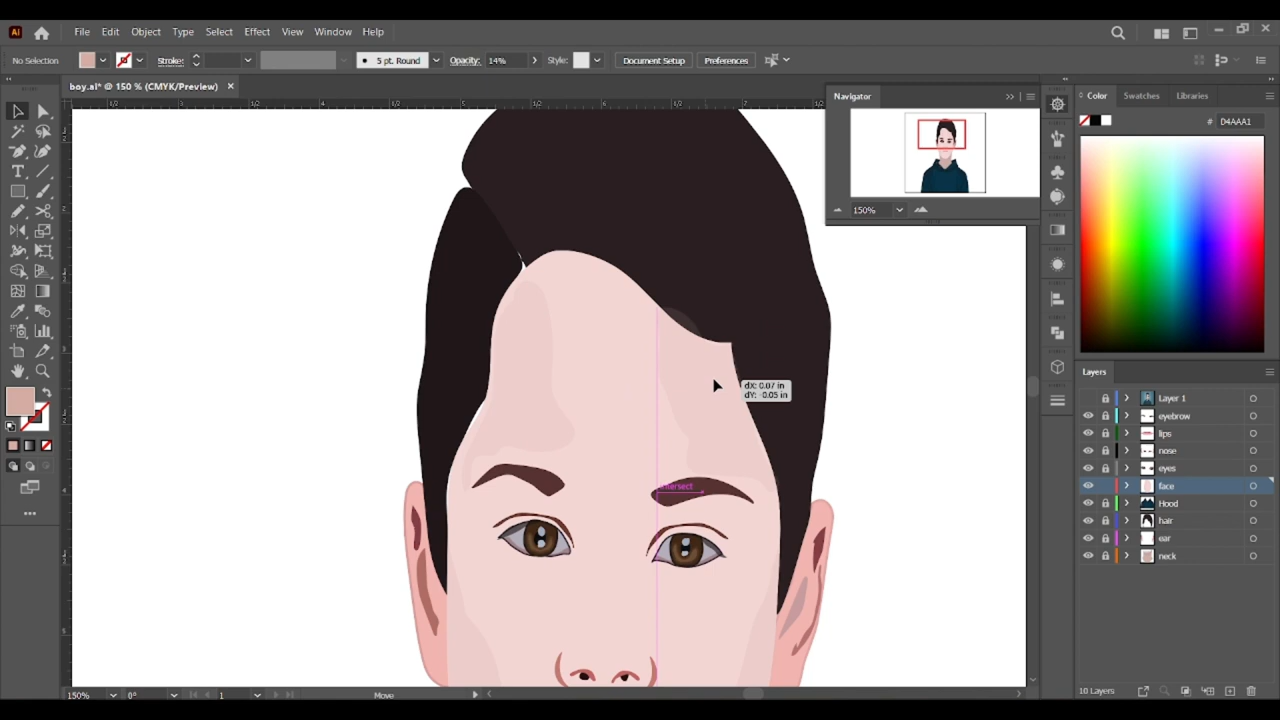 Ai File Edit Object Type Select Effect View Window Help
No Selection Stroke: 5 pt. Round Opacity: 14% Style: Document Setup Preferences
boy.ai* @ 150 % (CMYK/Preview)
Navigator
150%
Color Swatches Libraries
# D4AAA1
dX: 0.07 in
dY: -0.05 in
intersect
Layers
Layer 1
eyebrow
lips
nose
eyes
face
Hood
hair
ear
neck
10 Layers
150% 0° 1 Move